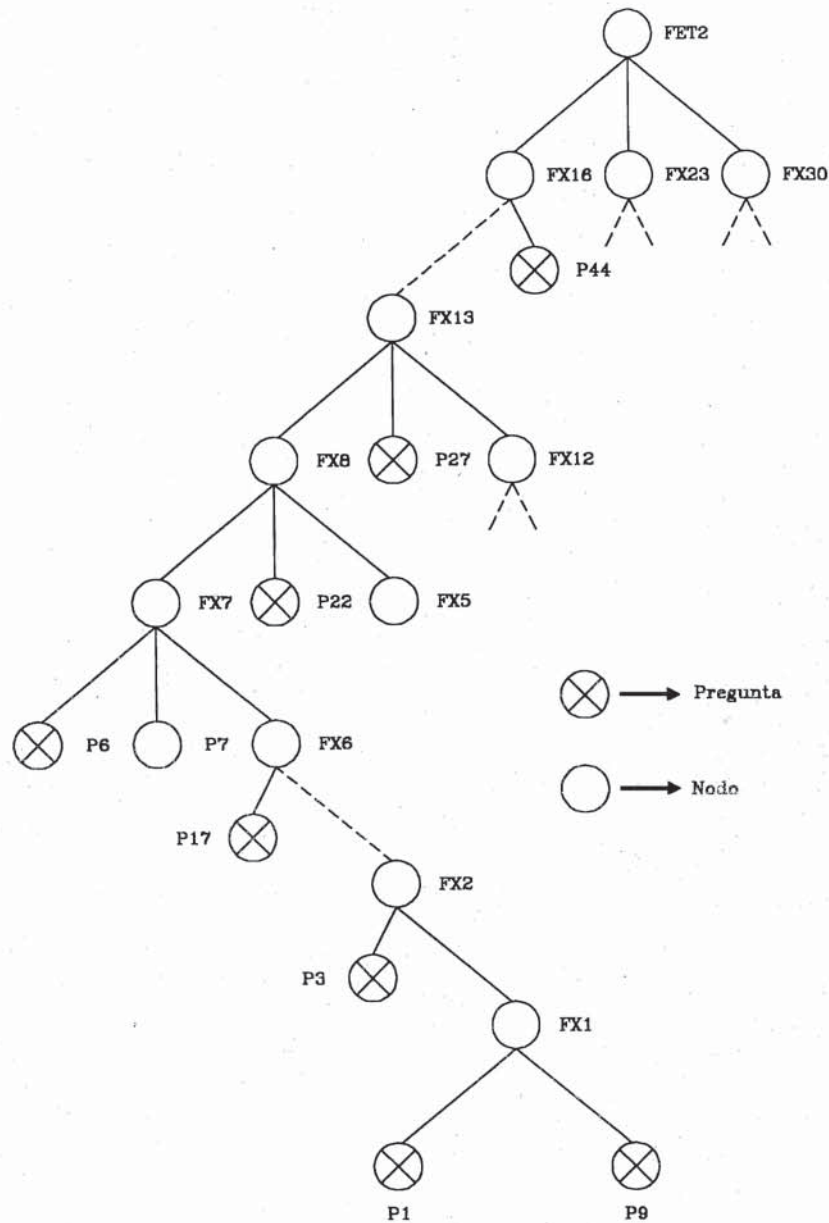 FET2
FX16
FX23
FX30
P44
FX13
FX8
P27
FX12
FX7
P22
FX5
Pregunta
P6
P7
FX6
Nodo
P17
FX2
P3
FX1
P1
P9